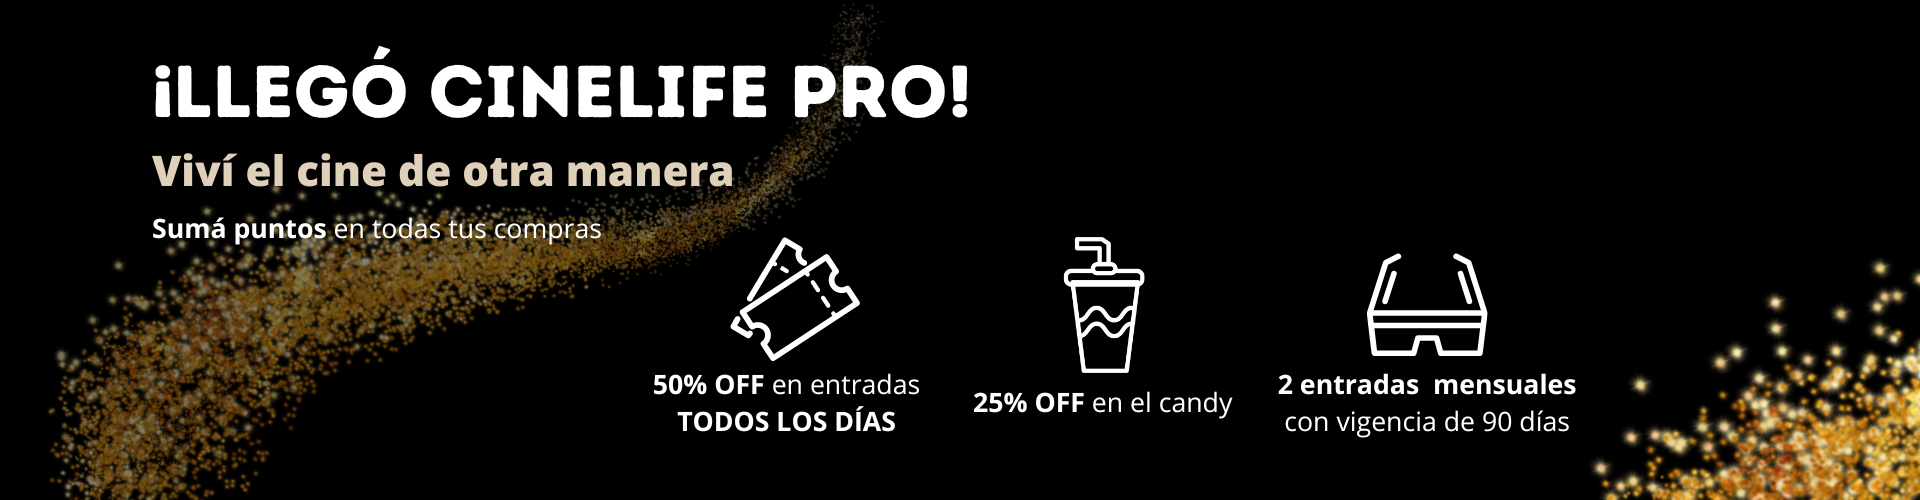 ¡LLEGÓ CINELIFE PRO!
Viví el cine de otra manera
Sumá puntos en todas tus compras
50% OFF en entradas
TODOS LOS DÍAS
25% OFF en el candy
2 entradas mensuales
con vigencia de 90 días